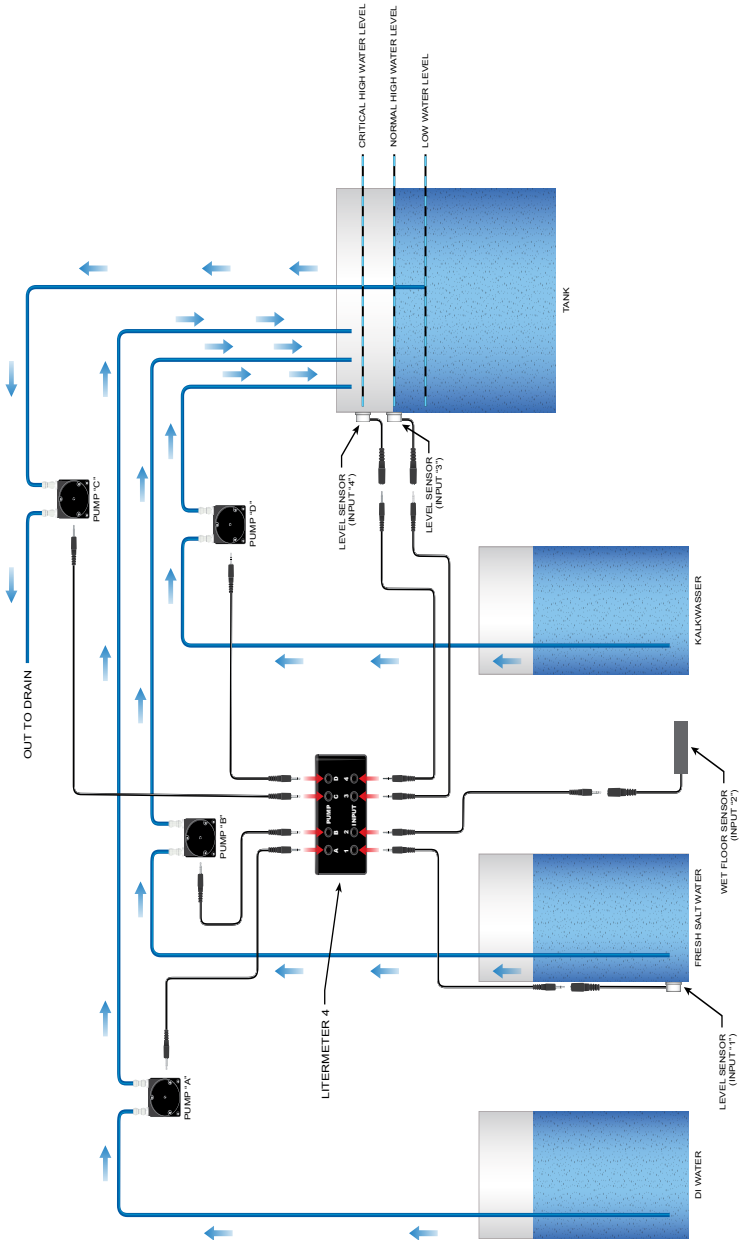 CRITICAL HIGH WATER LEVEL
NORMAL HIGH WATER LEVEL
LOW WATER LEVEL
TANK
PUMP "C"
PUMP "D"
LEVEL SENSOR
(INPUT "4")
LEVEL SENSOR
(INPUT "3")
OUT TO DRAIN
KALKWASSER
PUMP "B"
A B PUMP C D
1 2 INPUT 3 4
WET FLOOR SENSOR
(INPUT "2")
FRESH SALT WATER
LITERMETER 4
PUMP "A"
LEVEL SENSOR
(INPUT "1")
DI WATER